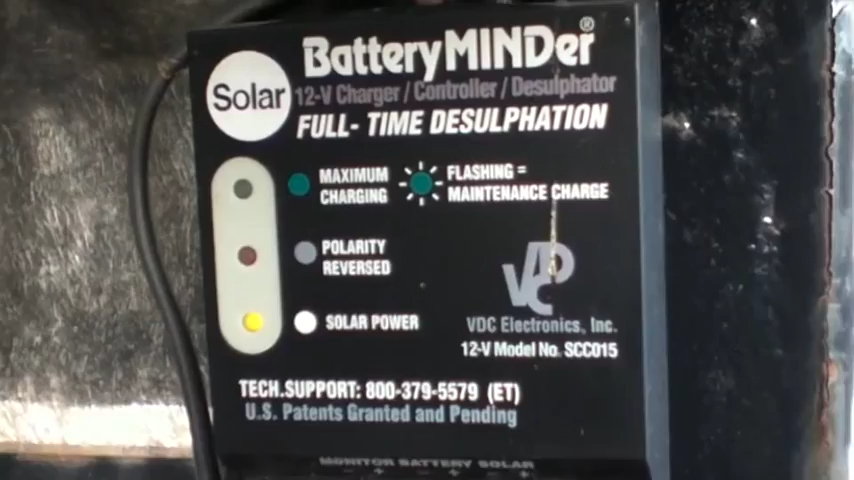 BatteryMINDer®
Solar
12-V Charger / Controller / Desulphator
FULL- TIME DESULPHATION
MAXIMUM
CHARGING
FLASHING =
MAINTENANCE CHARGE
POLARITY
REVERSED
VDC
SOLAR POWER
VDC Electronics, Inc.
12-V Model No. SCC015
TECH.SUPPORT: 800-379-5579 (ET)
U.S. Patents Granted and Pending
MONITOR BATTERY SOLAR
- + - + - +